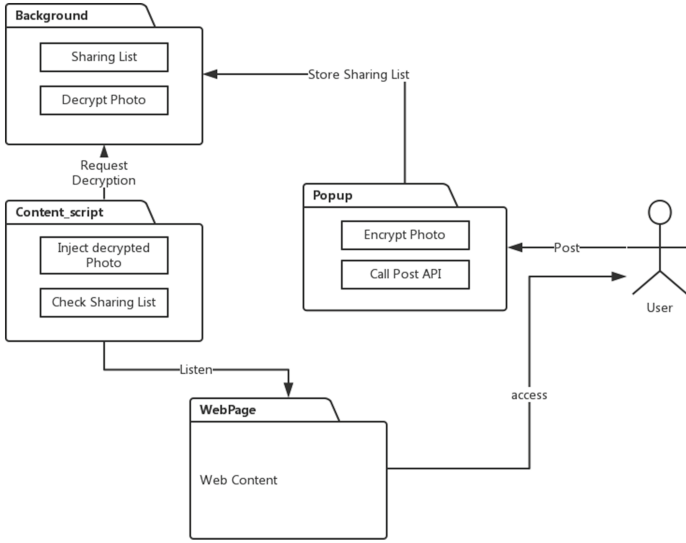 Background
Sharing List
Decrypt Photo
Store Sharing List
Request
Decryption
Content_script
Inject decrypted
Photo
Check Sharing List
Popup
Encrypt Photo
Call Post API
Post
User
Listen
access
WebPage
Web Content